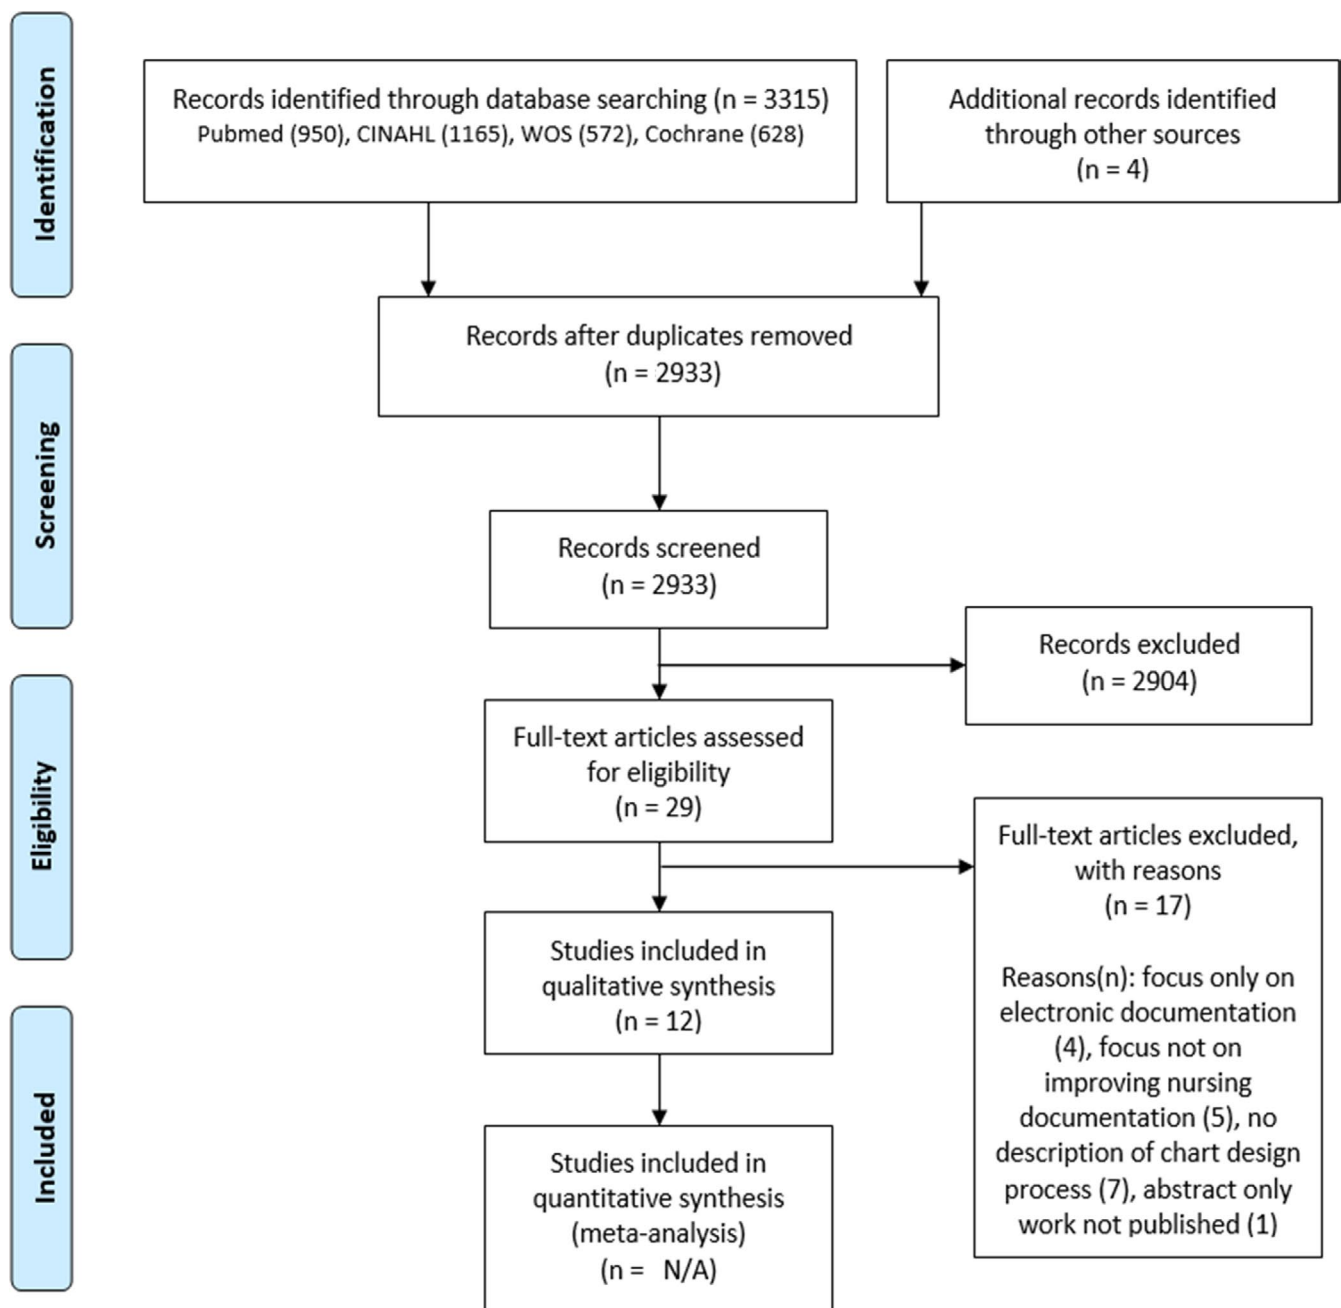 Identification
Records identified through database searching (n = 3315)
Pubmed (950), CINAHL (1165), WOS (572), Cochrane (628)
Additional records identified
through other sources
(n = 4)
Records after duplicates removed
(n = 2933)
Screening
Records screened
(n = 2933)
Records excluded
(n = 2904)
Eligibility
Full-text articles assessed
for eligibility
(n = 29)
Full-text articles excluded,
with reasons
(n = 17)
Reasons(n): focus only on
electronic documentation
(4), focus not on
improving nursing
documentation (5), no
description of chart design
process (7), abstract only
work not published (1)
Studies included in
qualitative synthesis
(n = 12)
Included
Studies included in
quantitative synthesis
(meta-analysis)
(n = N/A)